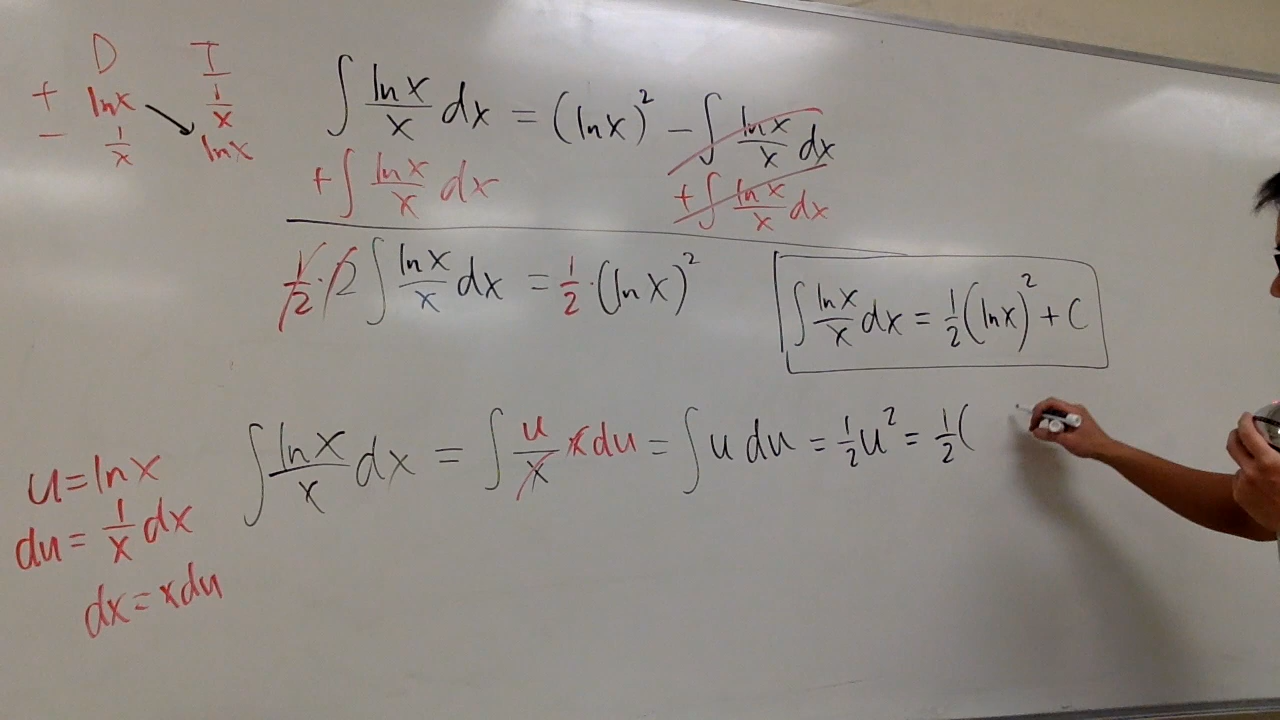 D I
+ lnx 1/x
− 1/x lnx
∫ lnx/x dx = (lnx)² − ∫ lnx/x dx
+∫ lnx/x dx +∫ lnx/x dx
1/2 · 2 ∫ lnx/x dx = 1/2 · (lnx)²
∫ lnx/x dx = 1/2 (lnx)² + C
∫ lnx/x dx = ∫ u/x x du = ∫ u du = 1/2 u² = 1/2 (
u = lnx
du = 1/x dx
dx = x du